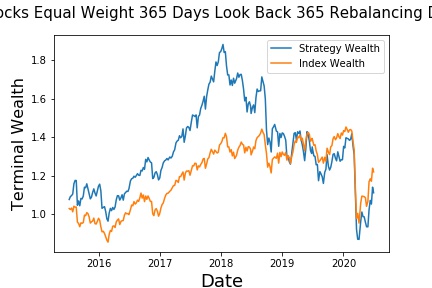 ocks Equal Weight 365 Days Look Back 365 Rebalancing D
Strategy Wealth
Index Wealth
Terminal Wealth
1.8
1.6
1.4
1.2
1.0
2016 2017 2018 2019 2020
Date